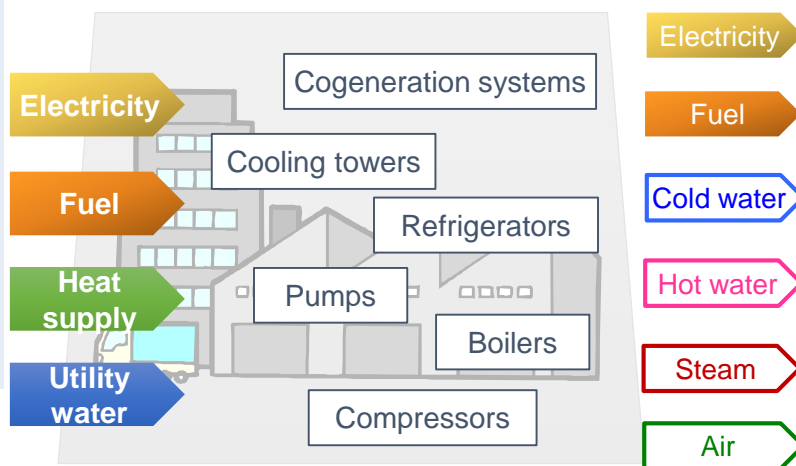 Electricity
Fuel
Heat
supply
Utility
water
Cogeneration systems
Cooling towers
Refrigerators
Pumps
Boilers
Compressors
Electricity
Fuel
Cold water
Hot water
Steam
Air